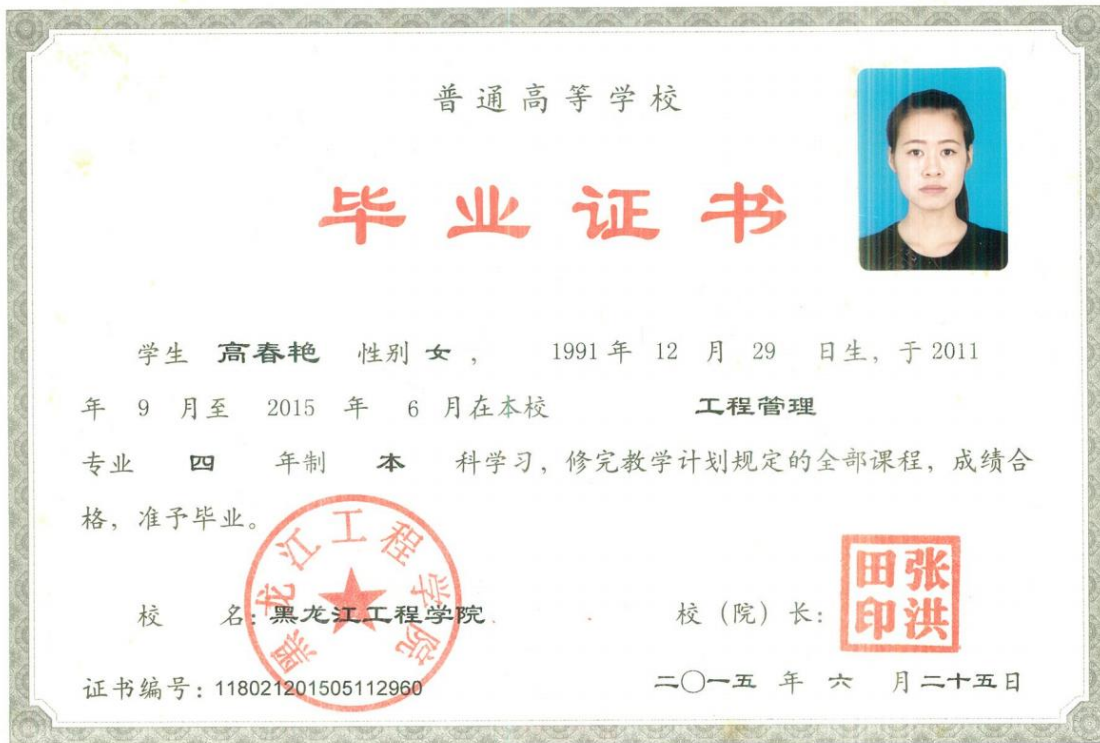 普通高等学校
毕业证书
学生 高春艳 性别 女 , 1991 年 12 月 29 日生, 于 2011
年 9 月至 2015 年 6 月在本校 工程管理
专业 四 年制 本 科学习, 修完教学计划规定的全部课程, 成绩合
格, 准予毕业。
黑龙江工程学院
校 名: 黑龙江工程学院 校 (院) 长:
张洪田印
证书编号: 118021201505112960 二〇一五 年 六 月 二十五日